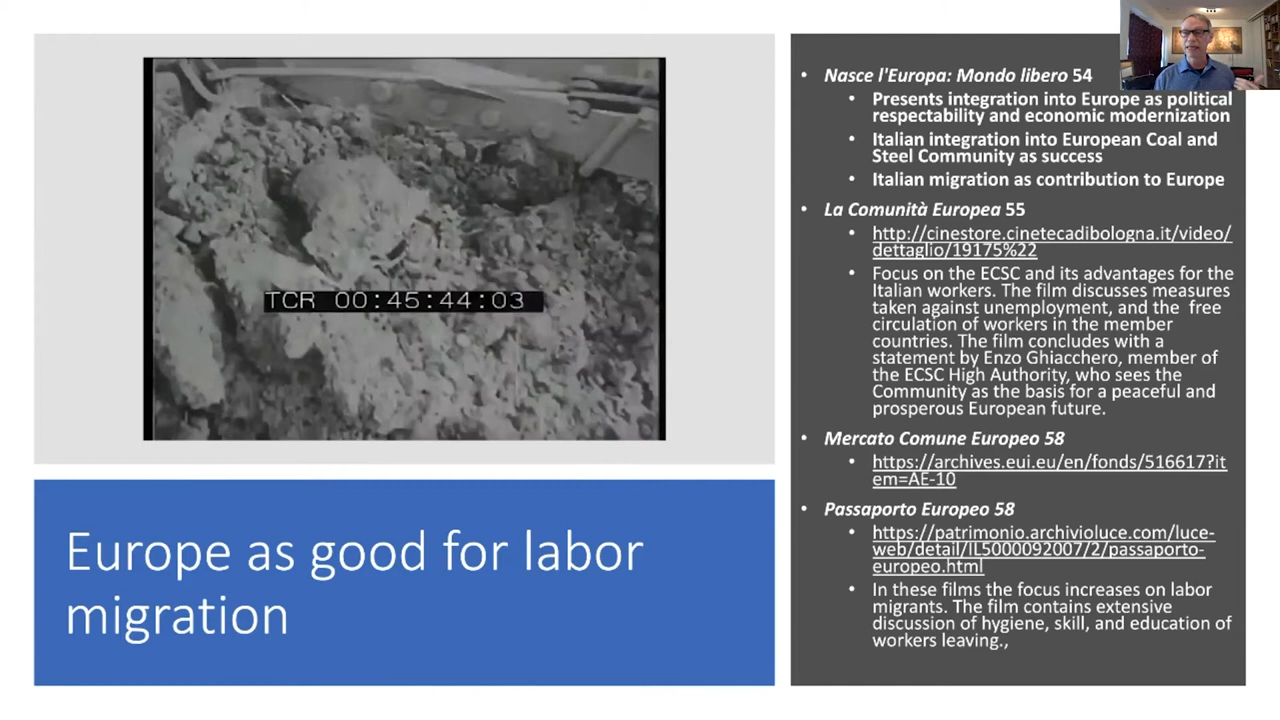 TCR 00:45:44:03
Europe as good for labor
migration
• Nasce l'Europa: Mondo libero 54
• Presents integration into Europe as political
respectability and economic modernization
• Italian integration into European Coal and
Steel Community as success
• Italian migration as contribution to Europe
• La Comunità Europea 55
• http://cinestore.cinetecadibologna.it/video/
dettaglio/19175%22
• Focus on the ECSC and its advantages for the
Italian workers. The film discusses measures
taken against unemployment, and the free
circulation of workers in the member
countries. The film concludes with a
statement by Enzo Ghiacchero, member of
the ECSC High Authority, who sees the
Community as the basis for a peaceful and
prosperous European future.
• Mercato Comune Europeo 58
• https://archives.eui.eu/en/fonds/516617?it
em=AE-10
• Passaporto Europeo 58
• https://patrimonio.archivioluce.com/luce-
web/detail/IL5000092007/2/passaporto-
europeo.html
• In these films the focus increases on labor
migrants. The film contains extensive
discussion of hygiene, skill, and education of
workers leaving.,